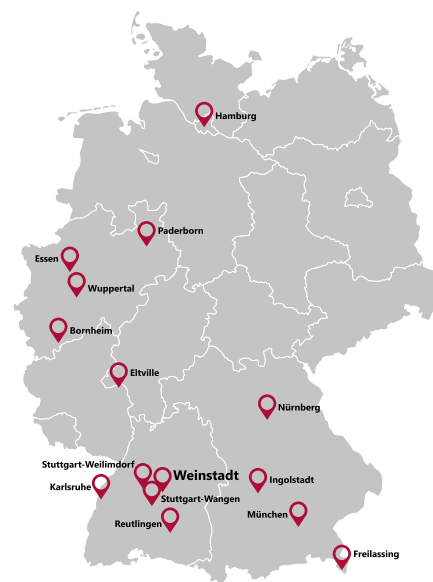 Hamburg
Paderborn
Essen
Wuppertal
Bornheim
Eltville
Nürnberg
Stuttgart-Weilimdorf
Weinstadt
Karlsruhe
Stuttgart-Wangen
Ingolstadt
Reutlingen
München
Freilassing